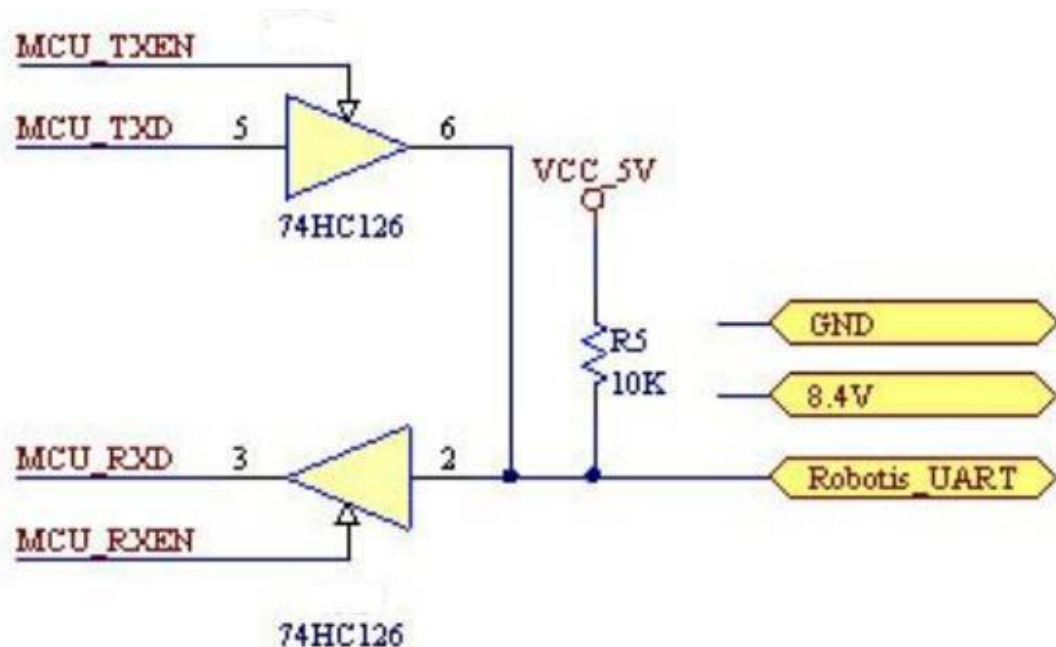 MCU_TXEN
MCU_TXD 5 6
74HC126
VCC_5V
R5
10K
GND
8.4V
MCU_RXD 3 2
Robotis_UART
MCU_RXEN
74HC126